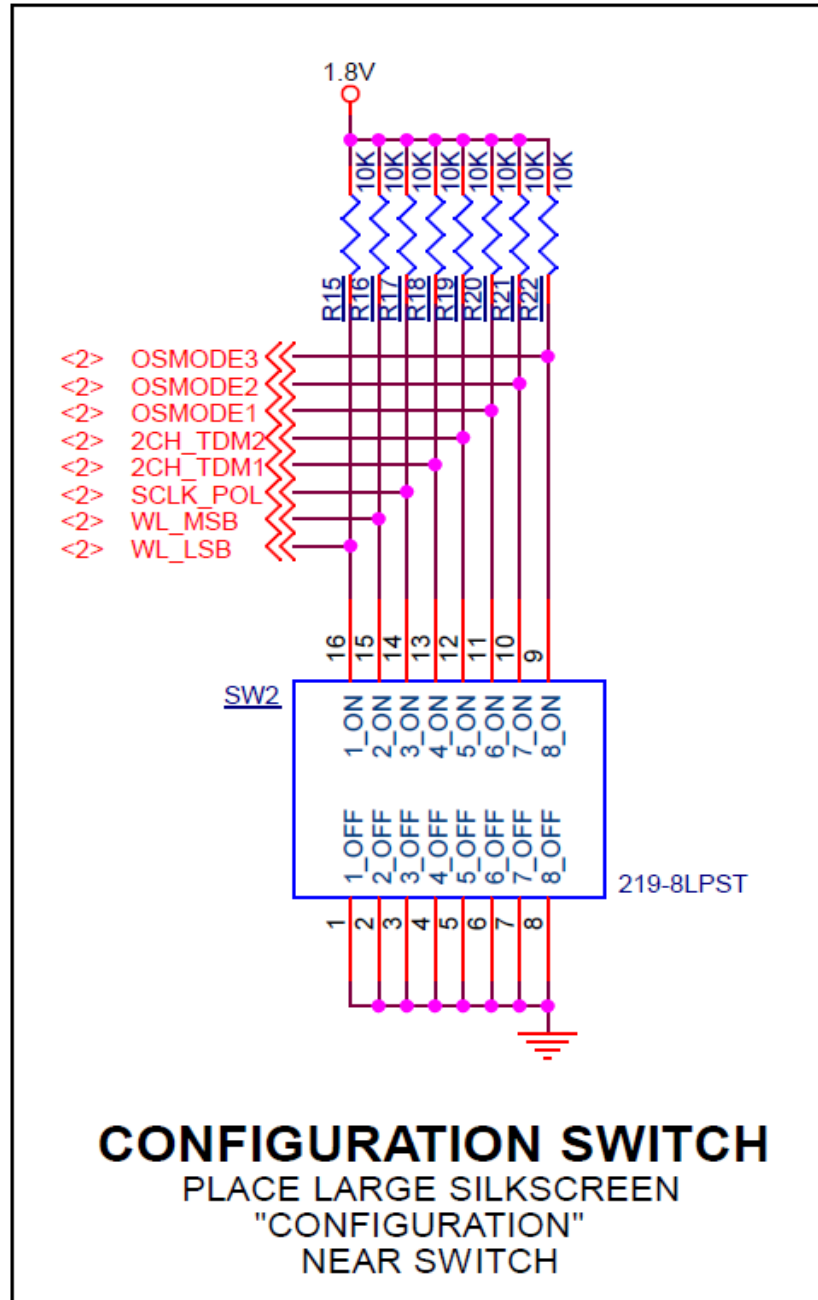 1.8V
10K 10K 10K 10K 10K 10K 10K 10K
R15 R16 R17 R18 R19 R20 R21 R22
<2> OSMODE3
<2> OSMODE2
<2> OSMODE1
<2> 2CH_TDM2
<2> 2CH_TDM1
<2> SCLK_POL
<2> WL_MSB
<2> WL_LSB
16 15 14 13 12 11 10 9
SW2
1_ON 2_ON 3_ON 4_ON 5_ON 6_ON 7_ON 8_ON
1_OFF 2_OFF 3_OFF 4_OFF 5_OFF 6_OFF 7_OFF 8_OFF
219-8LPST
1 2 3 4 5 6 7 8
CONFIGURATION SWITCH
PLACE LARGE SILKSCREEN
"CONFIGURATION"
NEAR SWITCH